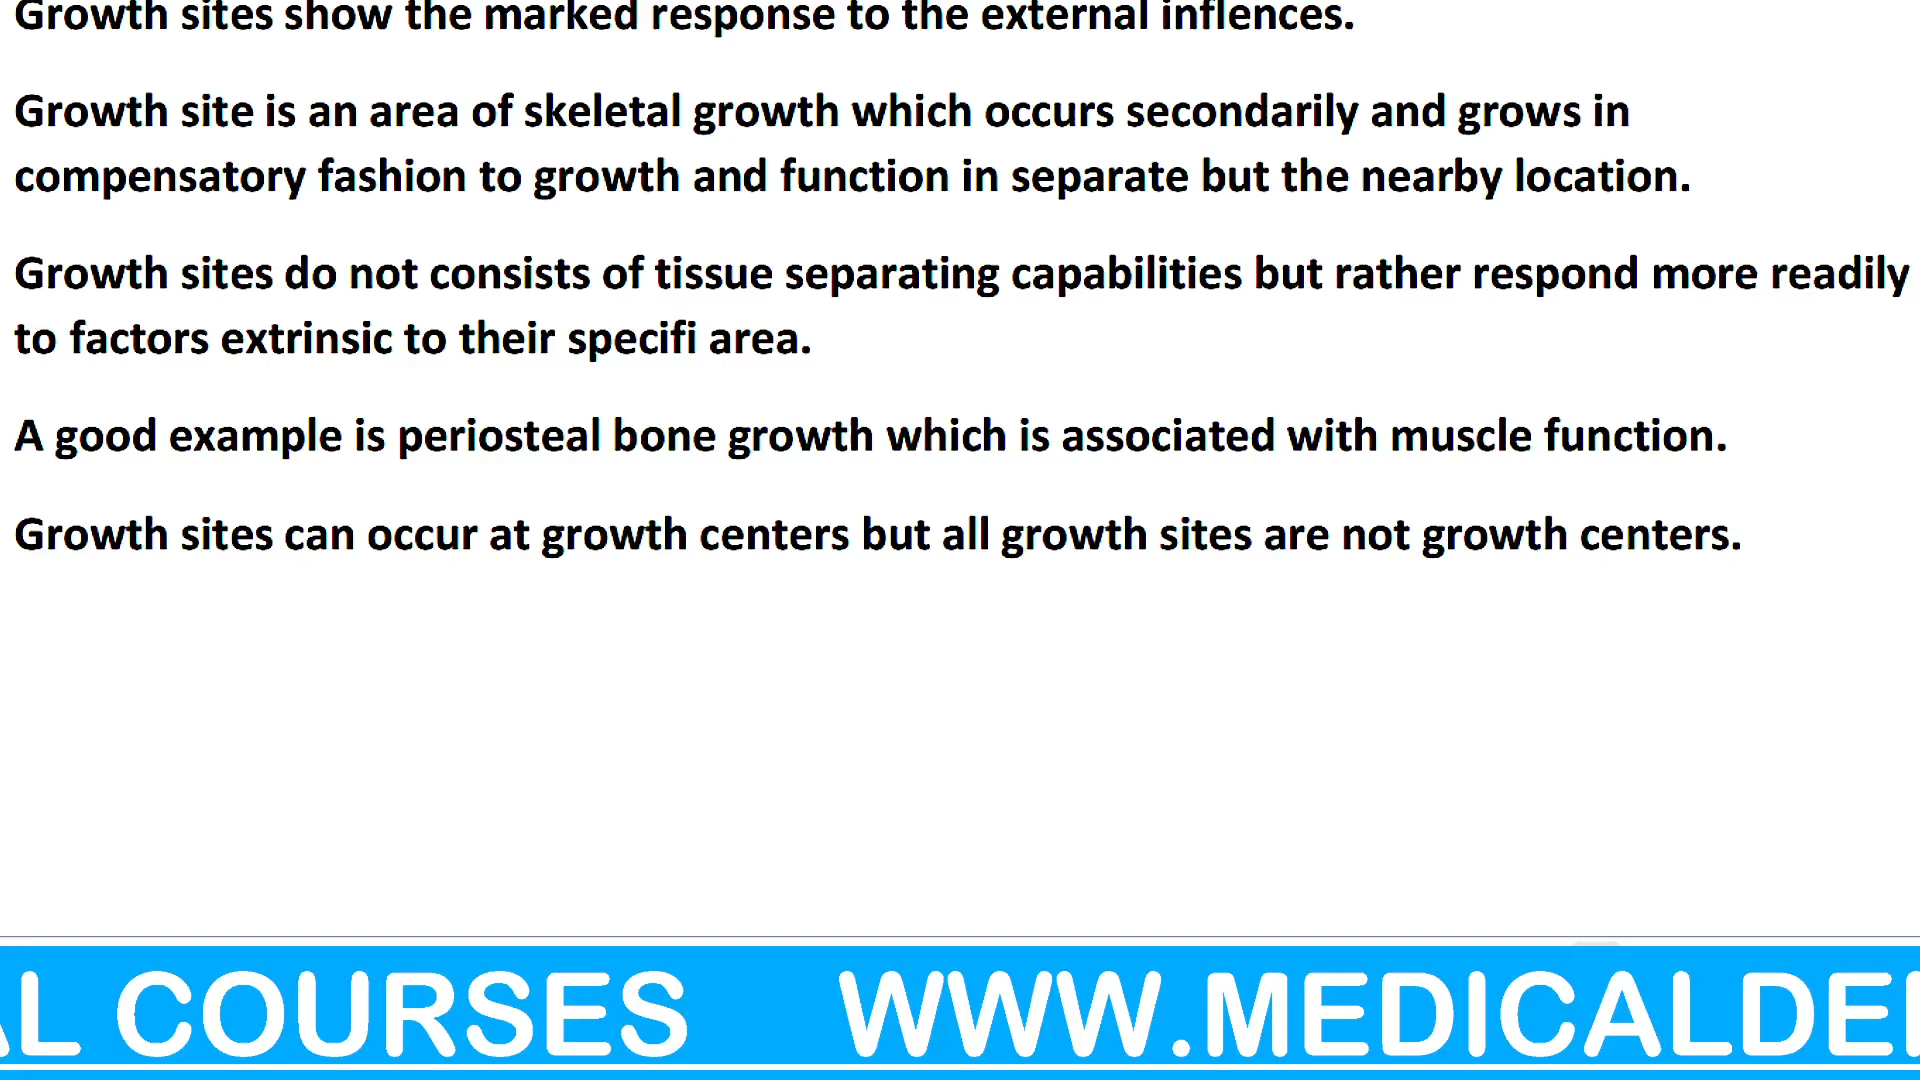 Growth sites show the marked response to the external inflences.
Growth site is an area of skeletal growth which occurs secondarily and grows in
compensatory fashion to growth and function in separate but the nearby location.
Growth sites do not consists of tissue separating capabilities but rather respond more readily
to factors extrinsic to their specifi area.
A good example is periosteal bone growth which is associated with muscle function.
Growth sites can occur at growth centers but all growth sites are not growth centers.
AL COURSES WWW.MEDICALDE